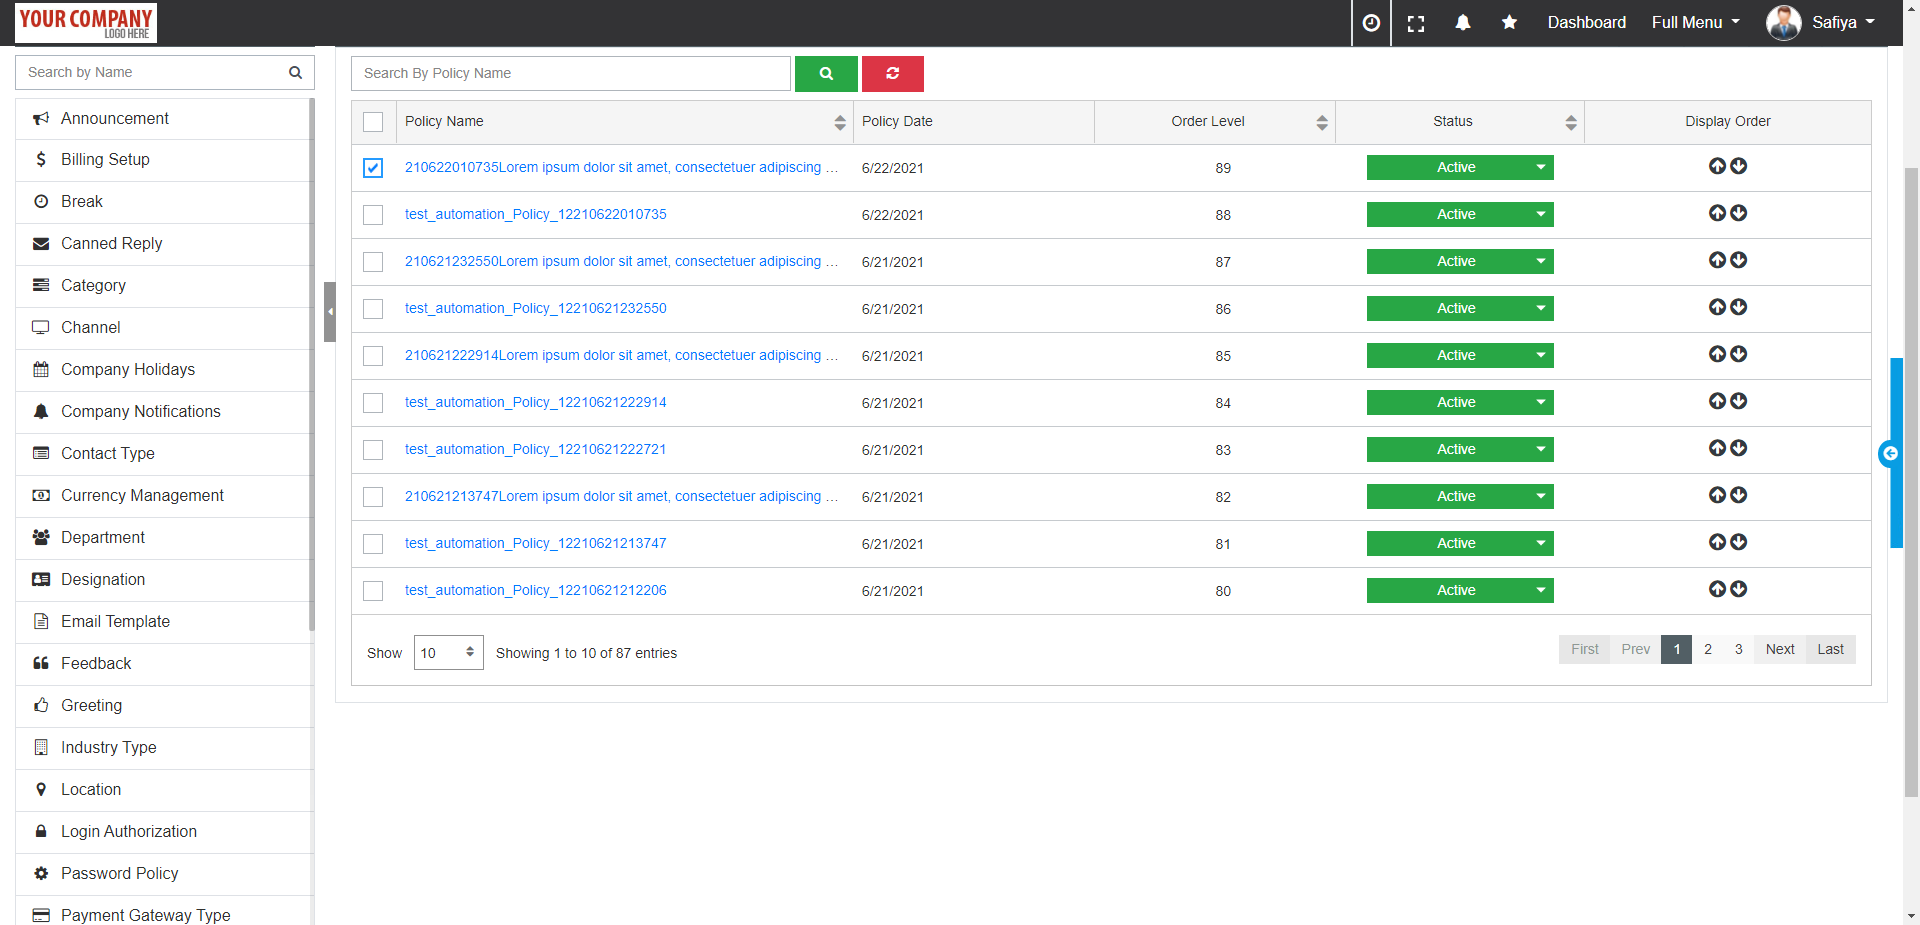 YOUR COMPANY
LOGO HERE
Dashboard
Full Menu
Safiya
Search by Name
Announcement
Billing Setup
Break
Canned Reply
Category
Channel
Company Holidays
Company Notifications
Contact Type
Currency Management
Department
Designation
Email Template
Feedback
Greeting
Industry Type
Location
Login Authorization
Password Policy
Payment Gateway Type
Search By Policy Name
Policy Name Policy Date Order Level Status Display Order
210622010735Lorem ipsum dolor sit amet, consectetuer adipiscing ... 6/22/2021 89 Active
test_automation_Policy_12210622010735 6/22/2021 88 Active
210621232550Lorem ipsum dolor sit amet, consectetuer adipiscing ... 6/21/2021 87 Active
test_automation_Policy_12210621232550 6/21/2021 86 Active
210621222914Lorem ipsum dolor sit amet, consectetuer adipiscing ... 6/21/2021 85 Active
test_automation_Policy_12210621222914 6/21/2021 84 Active
test_automation_Policy_12210621222721 6/21/2021 83 Active
210621213747Lorem ipsum dolor sit amet, consectetuer adipiscing ... 6/21/2021 82 Active
test_automation_Policy_12210621213747 6/21/2021 81 Active
test_automation_Policy_12210621212206 6/21/2021 80 Active
Show 10 Showing 1 to 10 of 87 entries First Prev 1 2 3 Next Last